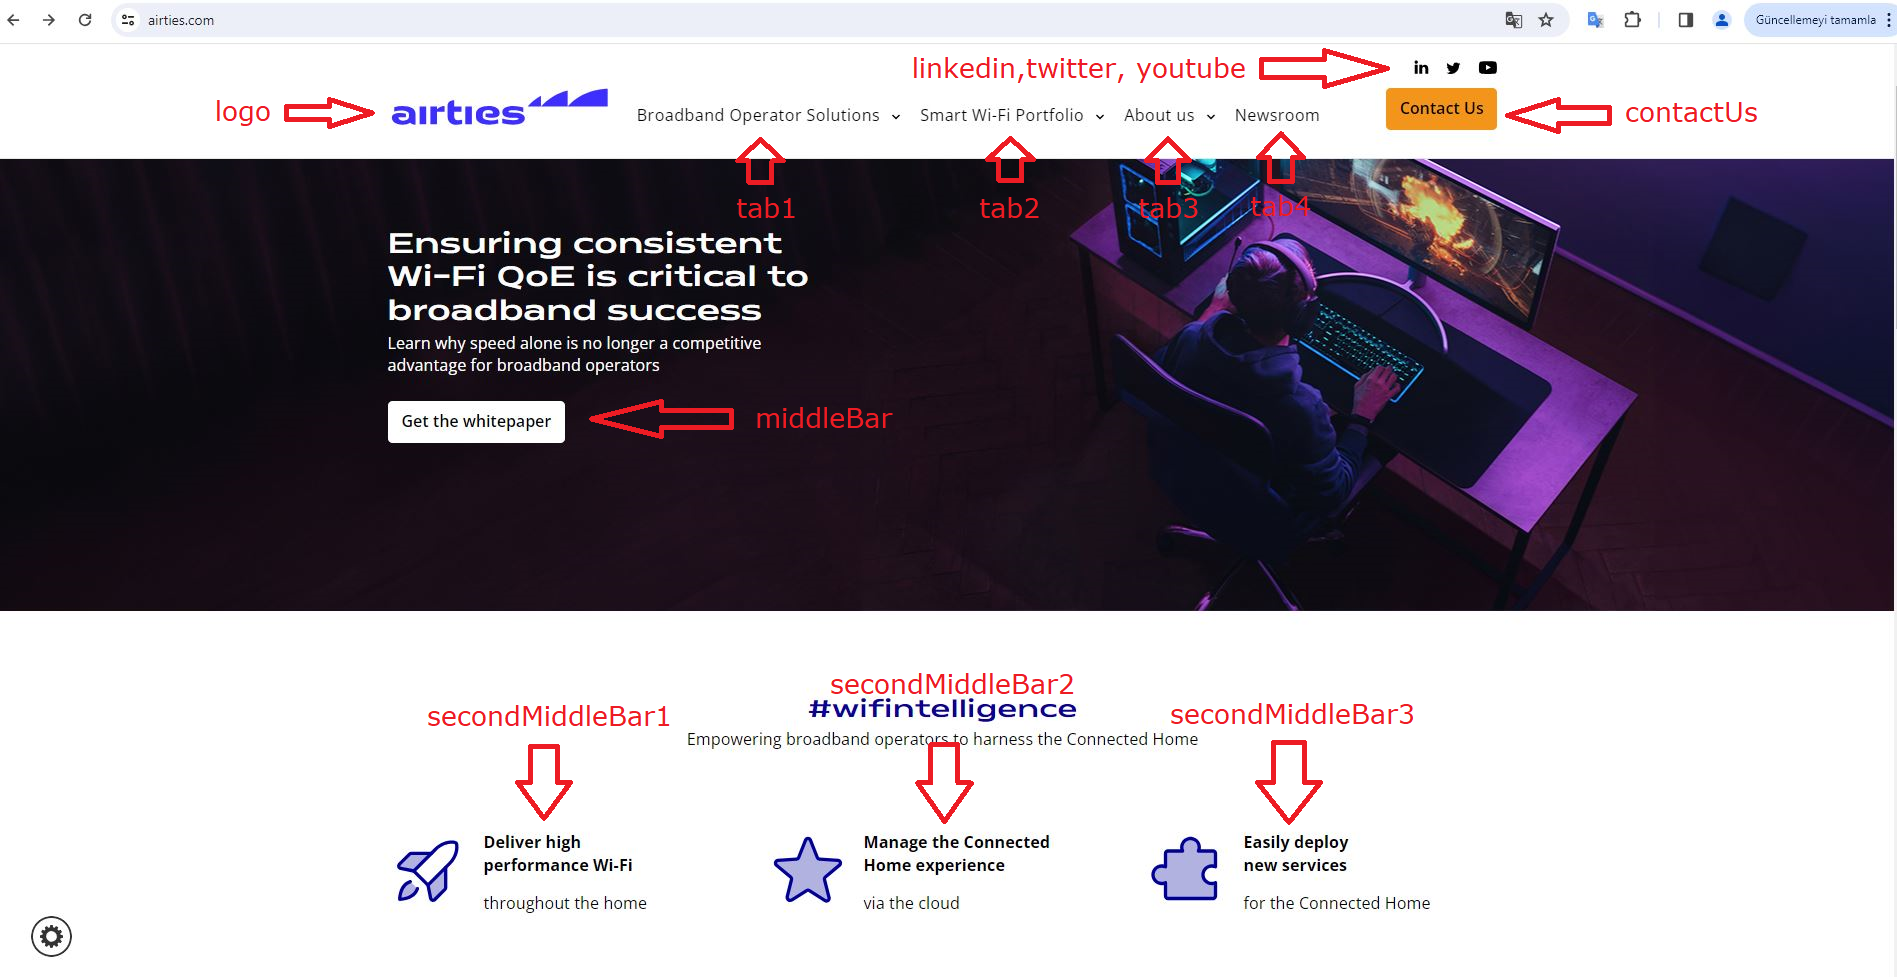 airties.com
Güncellemeyi tamamla
linkedin,twitter, youtube
in
logo
airties
Broadband Operator Solutions
Smart Wi-Fi Portfolio
About us
Newsroom
Contact Us
contactUs
tab1
tab2
tab3
tab4
Ensuring consistent
Wi-Fi QoE is critical to
broadband success
Learn why speed alone is no longer a competitive
advantage for broadband operators
Get the whitepaper
middleBar
secondMiddleBar2
secondMiddleBar1
#wifintelligence
secondMiddleBar3
Empowering broadband operators to harness the Connected Home
Deliver high
performance Wi-Fi
throughout the home
Manage the Connected
Home experience
via the cloud
Easily deploy
new services
for the Connected Home